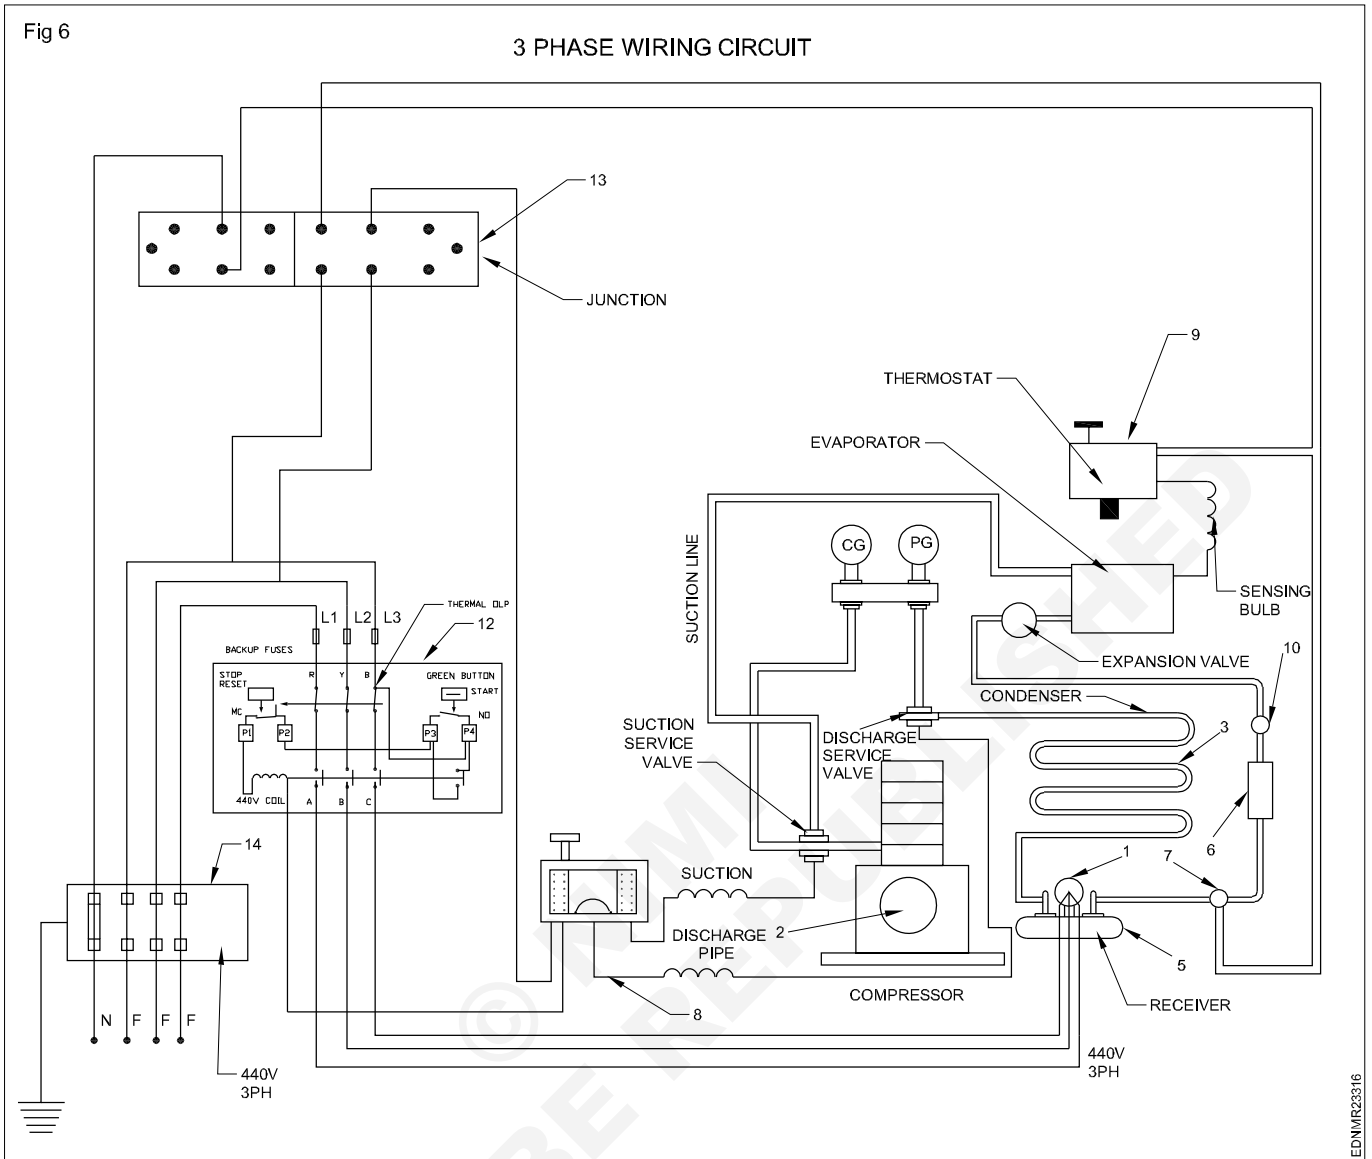 Fig 6
3 PHASE WIRING CIRCUIT
13
JUNCTION
9
THERMOSTAT
EVAPORATOR
SUCTION LINE
CG
PG
SENSING
BULB
L1 L2 L3
THERMAL OLP
12
BACKUP FUSES
EXPANSION VALVE
10
STOP
RESET
R Y B
GREEN BUTTON
START
MC
NO
P1
P2
P3
P4
440V COIL
A B C
CONDENSER
3
SUCTION
SERVICE
VALVE
DISCHARGE
SERVICE
VALVE
14
6
7
1
SUCTION
DISCHARGE
PIPE
2
5
COMPRESSOR
RECEIVER
8
N F F F
440V
3PH
440V
3PH
© NIMI
BE REPUBLISHED
EDNMR23316